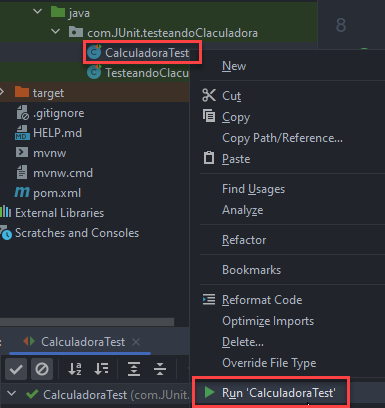 java
com.JUnit.testeandoClaculadora
CalculadoraTest
TesteandoClacu
target
.gitignore
HELP.md
mvnw
mvnw.cmd
pom.xml
External Libraries
Scratches and Consoles
8
New
Cut
Copy
Copy Path/Reference...
Paste
Find Usages
Analyze
Refactor
Bookmarks
Reformat Code
Optimize Imports
Delete...
Override File Type
Run 'CalculadoraTest'
CalculadoraTest
CalculadoraTest (com.JUnit.